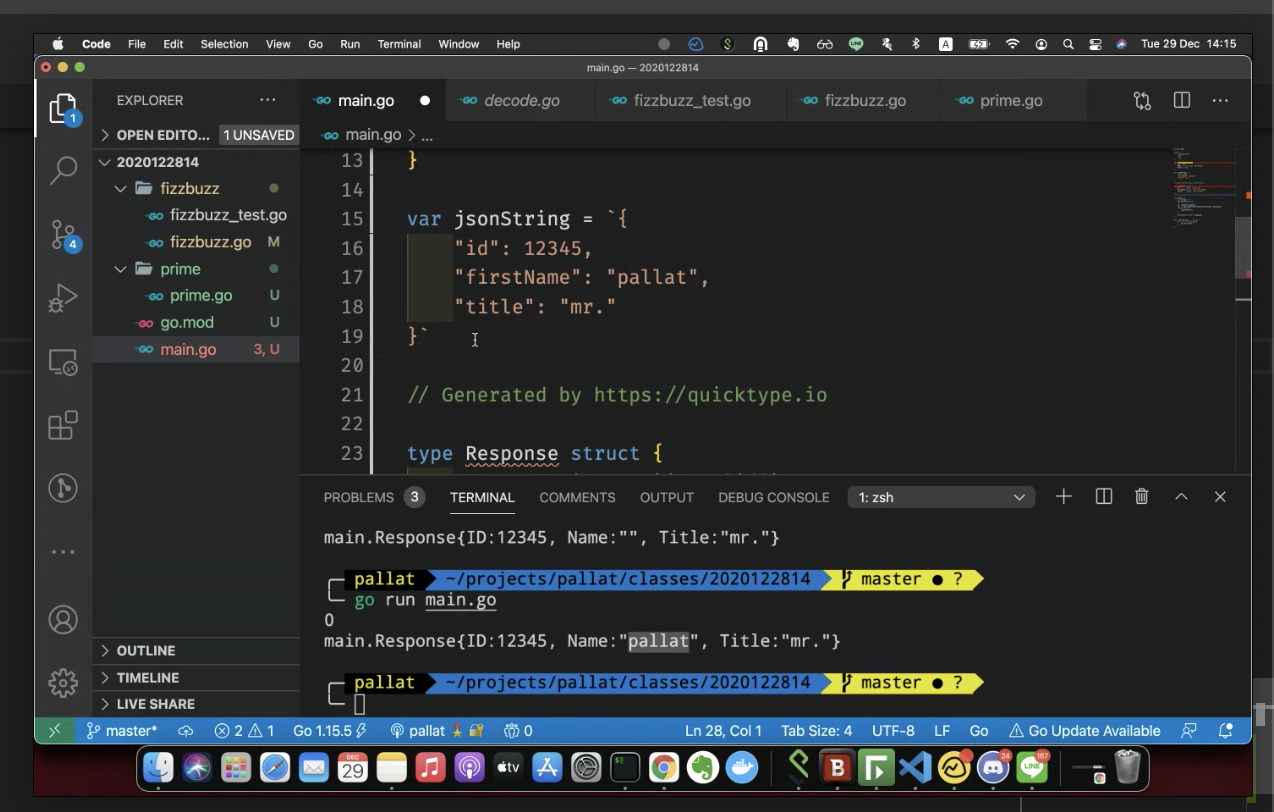 Code File Edit Selection View Go Run Terminal Window Help
A
Tue 29 Dec 14:15
main.go — 2020122814
EXPLORER
main.go
decode.go
fizzbuzz_test.go
fizzbuzz.go
prime.go
OPEN EDITO... 1 UNSAVED
main.go > ...
2020122814
fizzbuzz
fizzbuzz_test.go
fizzbuzz.go M
prime
prime.go U
go.mod U
main.go 3, U
OUTLINE
TIMELINE
LIVE SHARE
1
4
13 }
14
15 var jsonString = `{
16 "id": 12345,
17 "firstName": "pallat",
18 "title": "mr."
19 }`
20
21 // Generated by https://quicktype.io
22
23 type Response struct {
PROBLEMS 3 TERMINAL COMMENTS OUTPUT DEBUG CONSOLE 1: zsh
main.Response{ID:12345, Name:"", Title:"mr."}
pallat ~/projects/pallat/classes/2020122814 master ● ?
go run main.go
0
main.Response{ID:12345, Name:"pallat", Title:"mr."}
pallat ~/projects/pallat/classes/2020122814 master ● ?
master* 2 1 Go 1.15.5 pallat 0 Ln 28, Col 1 Tab Size: 4 UTF-8 LF Go Go Update Available
DEC
29
tv
B
24
LINE
167